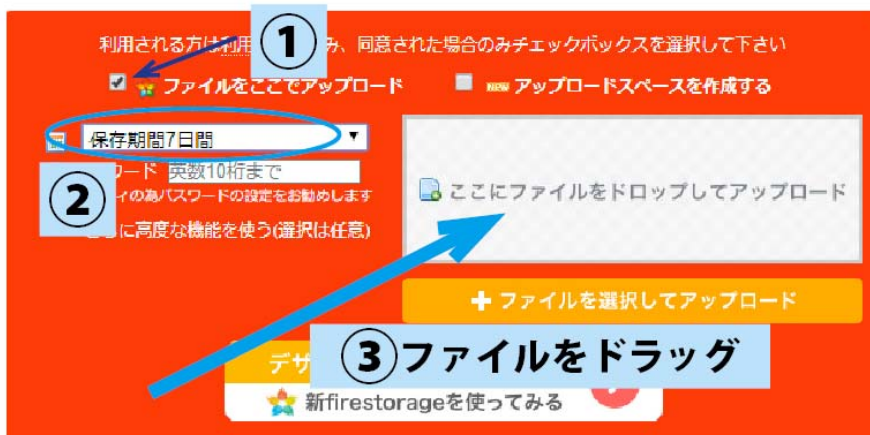 利用される方は利用 ① み、同意された場合のみチェックボックスを選択して下さい
ファイルをここでアップロード
NEW アップロードスペースを作成する
保存期間7日間
ワード 英数10桁まで
②
ィの為パスワードの設定をお勧めします
に高度な機能を使う(選択は任意)
ここにファイルをドロップしてアップロード
+ ファイルを選択してアップロード
デザ
③ファイルをドラッグ
新firestorageを使ってみる